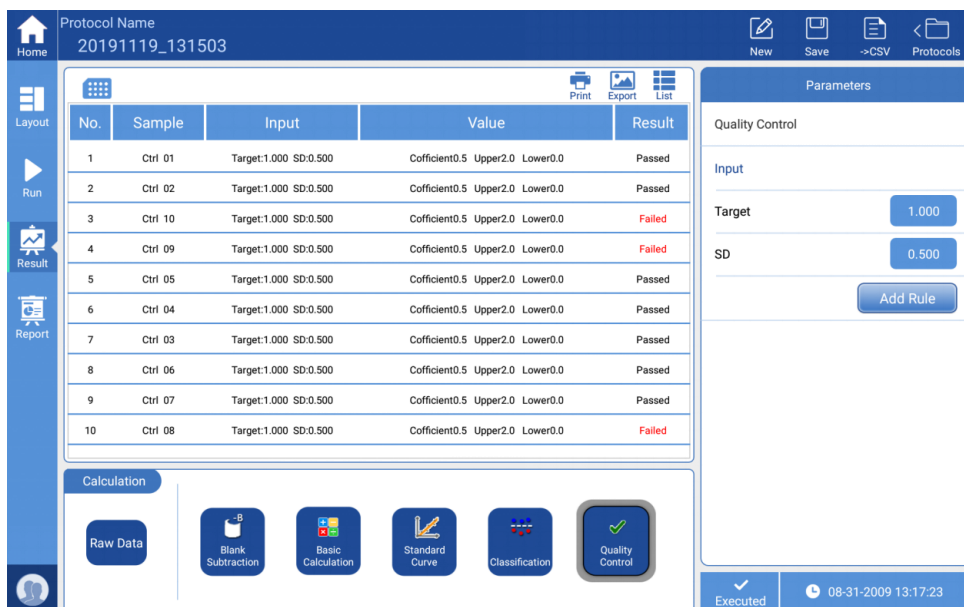 Protocol Name
20191119_131503
Home
New
Save
->CSV
Protocols
Layout
Run
Result
Report
Print
Export
List
No. Sample Input Value Result
1 Ctrl 01 Target:1.000 SD:0.500 Cofficient0.5 Upper2.0 Lower0.0 Passed
2 Ctrl 02 Target:1.000 SD:0.500 Cofficient0.5 Upper2.0 Lower0.0 Passed
3 Ctrl 10 Target:1.000 SD:0.500 Cofficient0.5 Upper2.0 Lower0.0 Failed
4 Ctrl 09 Target:1.000 SD:0.500 Cofficient0.5 Upper2.0 Lower0.0 Failed
5 Ctrl 05 Target:1.000 SD:0.500 Cofficient0.5 Upper2.0 Lower0.0 Passed
6 Ctrl 04 Target:1.000 SD:0.500 Cofficient0.5 Upper2.0 Lower0.0 Passed
7 Ctrl 03 Target:1.000 SD:0.500 Cofficient0.5 Upper2.0 Lower0.0 Passed
8 Ctrl 06 Target:1.000 SD:0.500 Cofficient0.5 Upper2.0 Lower0.0 Passed
9 Ctrl 07 Target:1.000 SD:0.500 Cofficient0.5 Upper2.0 Lower0.0 Passed
10 Ctrl 08 Target:1.000 SD:0.500 Cofficient0.5 Upper2.0 Lower0.0 Failed
Parameters
Quality Control
Input
Target 1.000
SD 0.500
Add Rule
Calculation
Raw Data
-B
Blank
Subtraction
Basic
Calculation
Standard
Curve
Classification
Quality
Control
Executed
08-31-2009 13:17:23